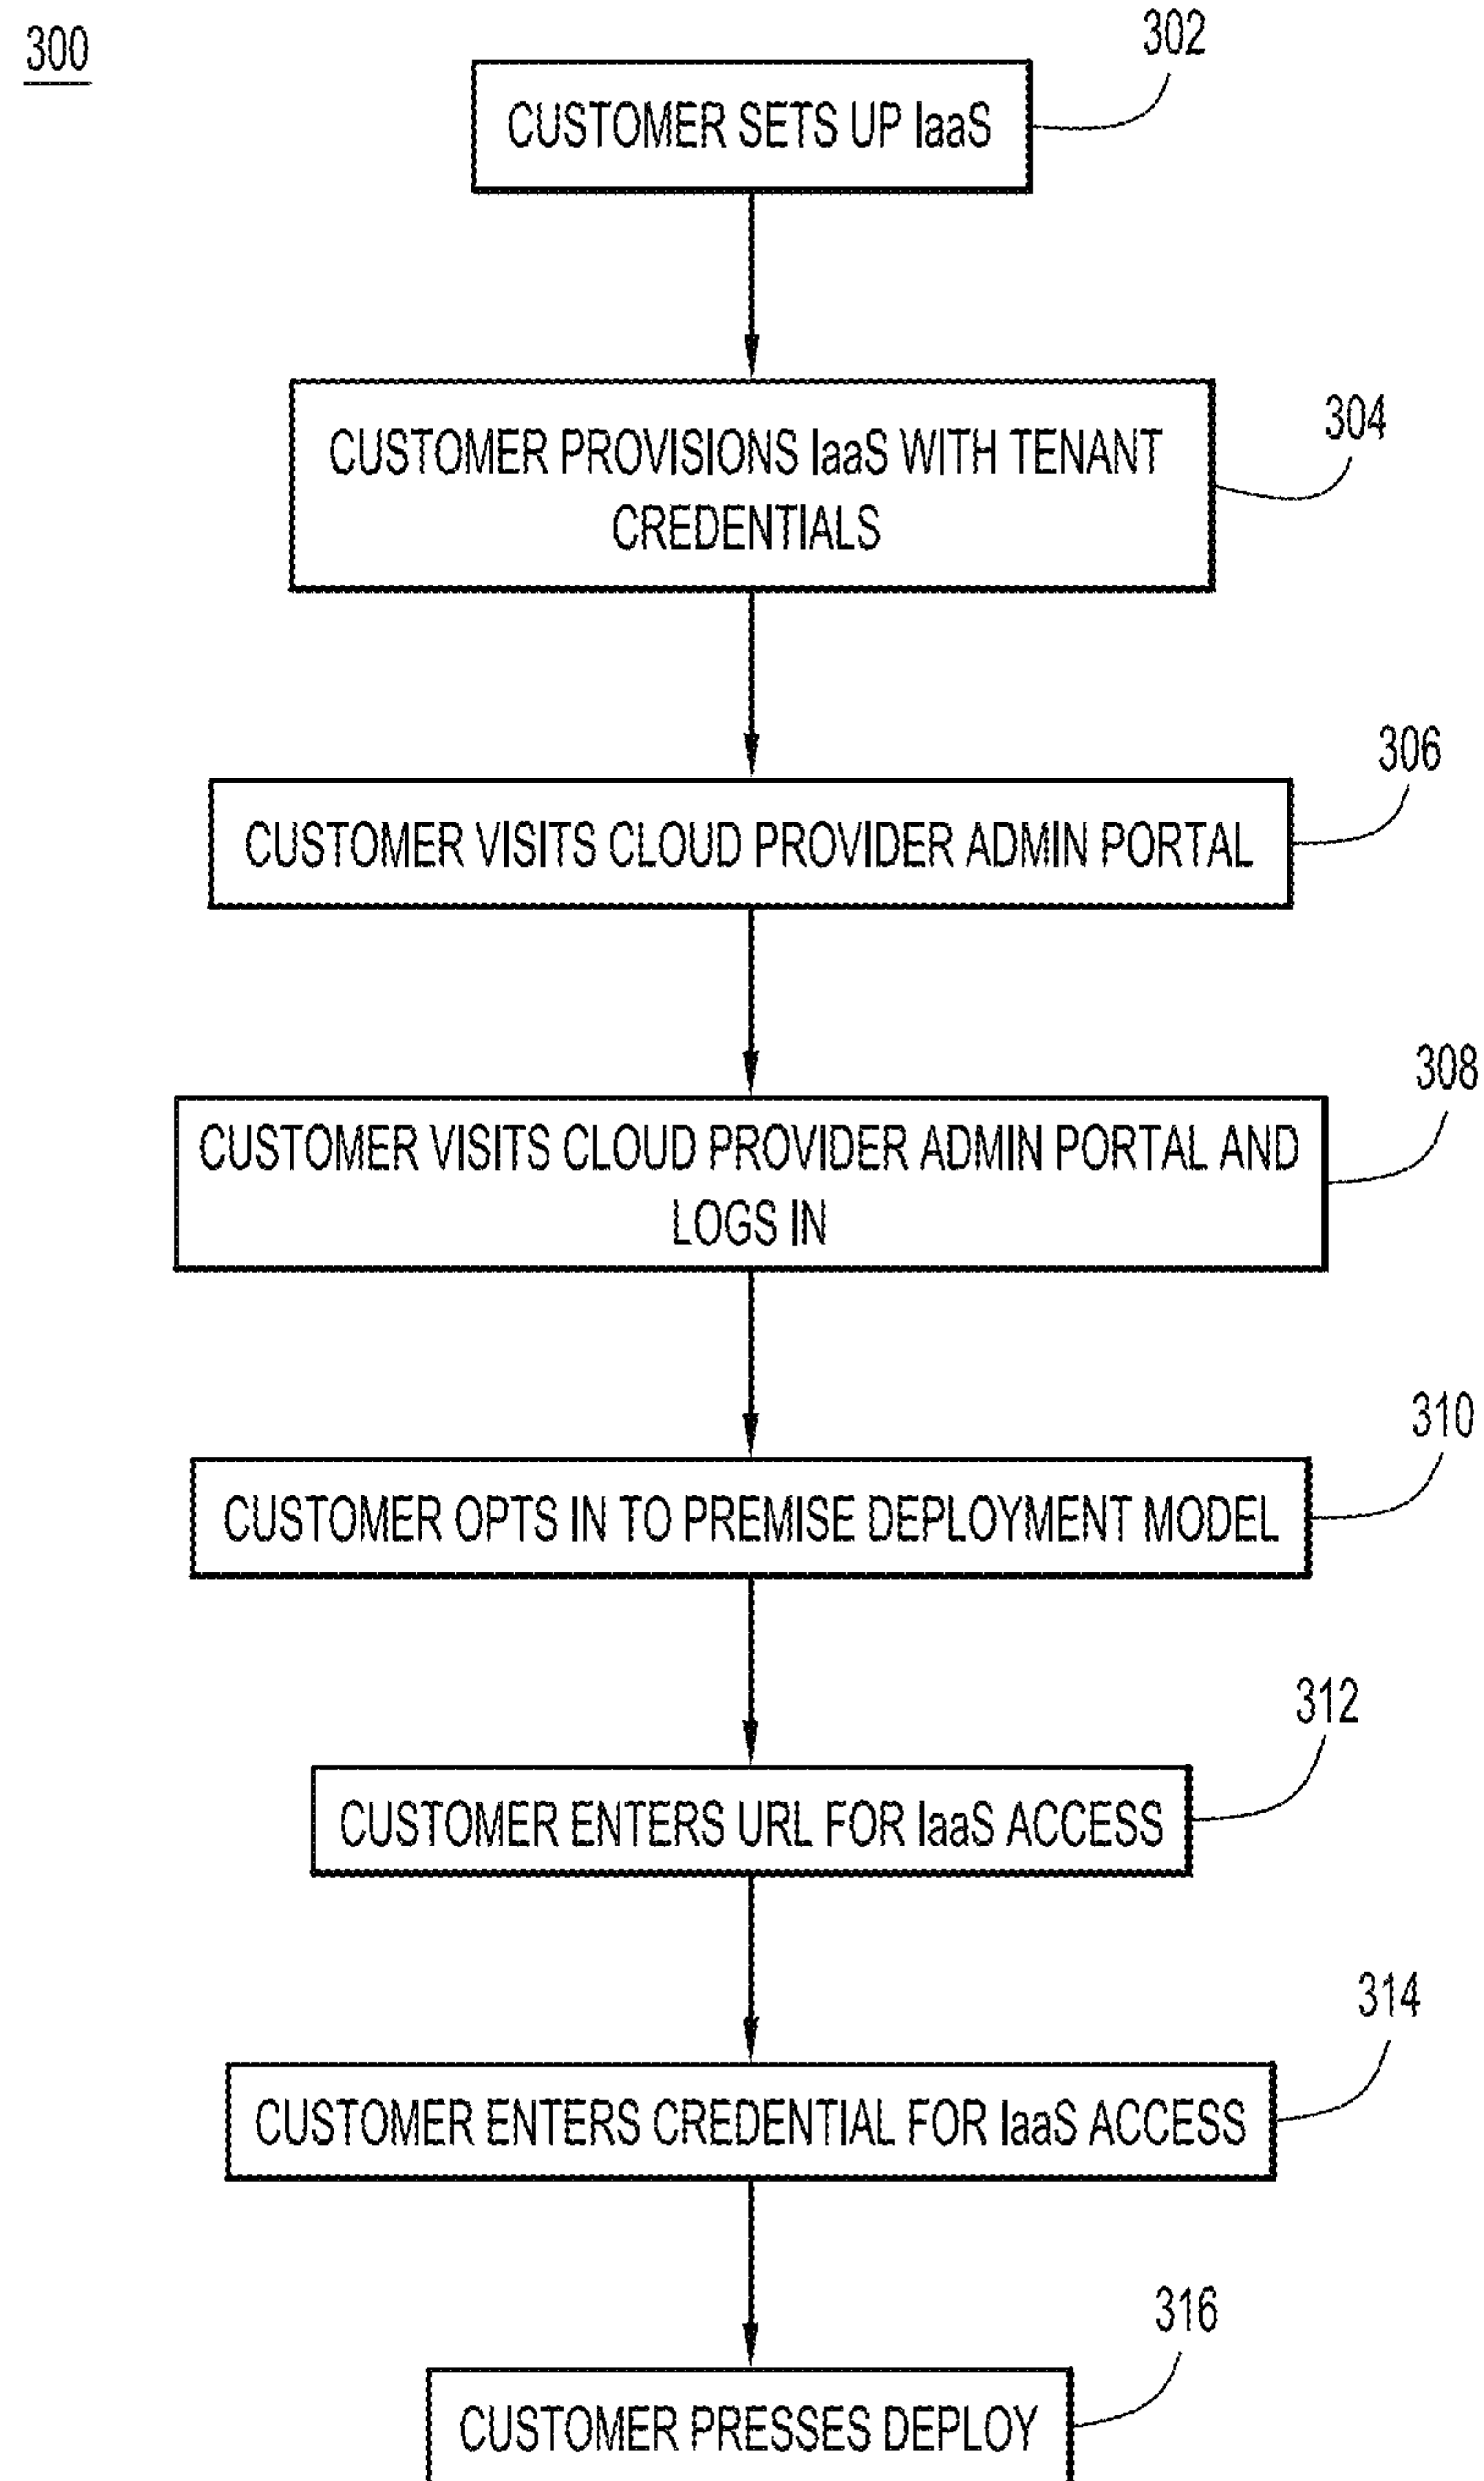 300
302
CUSTOMER SETS UP IaaS
304
CUSTOMER PROVISIONS IaaS WITH TENANT
CREDENTIALS
306
CUSTOMER VISITS CLOUD PROVIDER ADMIN PORTAL
308
CUSTOMER VISITS CLOUD PROVIDER ADMIN PORTAL AND
LOGS IN
310
CUSTOMER OPTS IN TO PREMISE DEPLOYMENT MODEL
312
CUSTOMER ENTERS URL FOR IaaS ACCESS
314
CUSTOMER ENTERS CREDENTIAL FOR IaaS ACCESS
316
CUSTOMER PRESSES DEPLOY